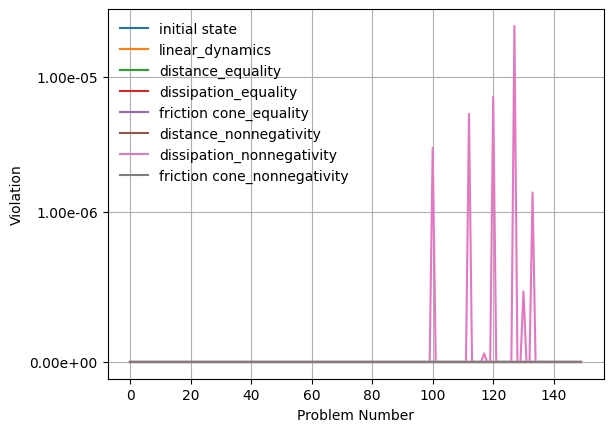 initial state
linear_dynamics
distance_equality
dissipation_equality
friction cone_equality
distance_nonnegativity
dissipation_nonnegativity
friction cone_nonnegativity
1.00e-05
1.00e-06
0.00e+00
Violation
0 20 40 60 80 100 120 140
Problem Number